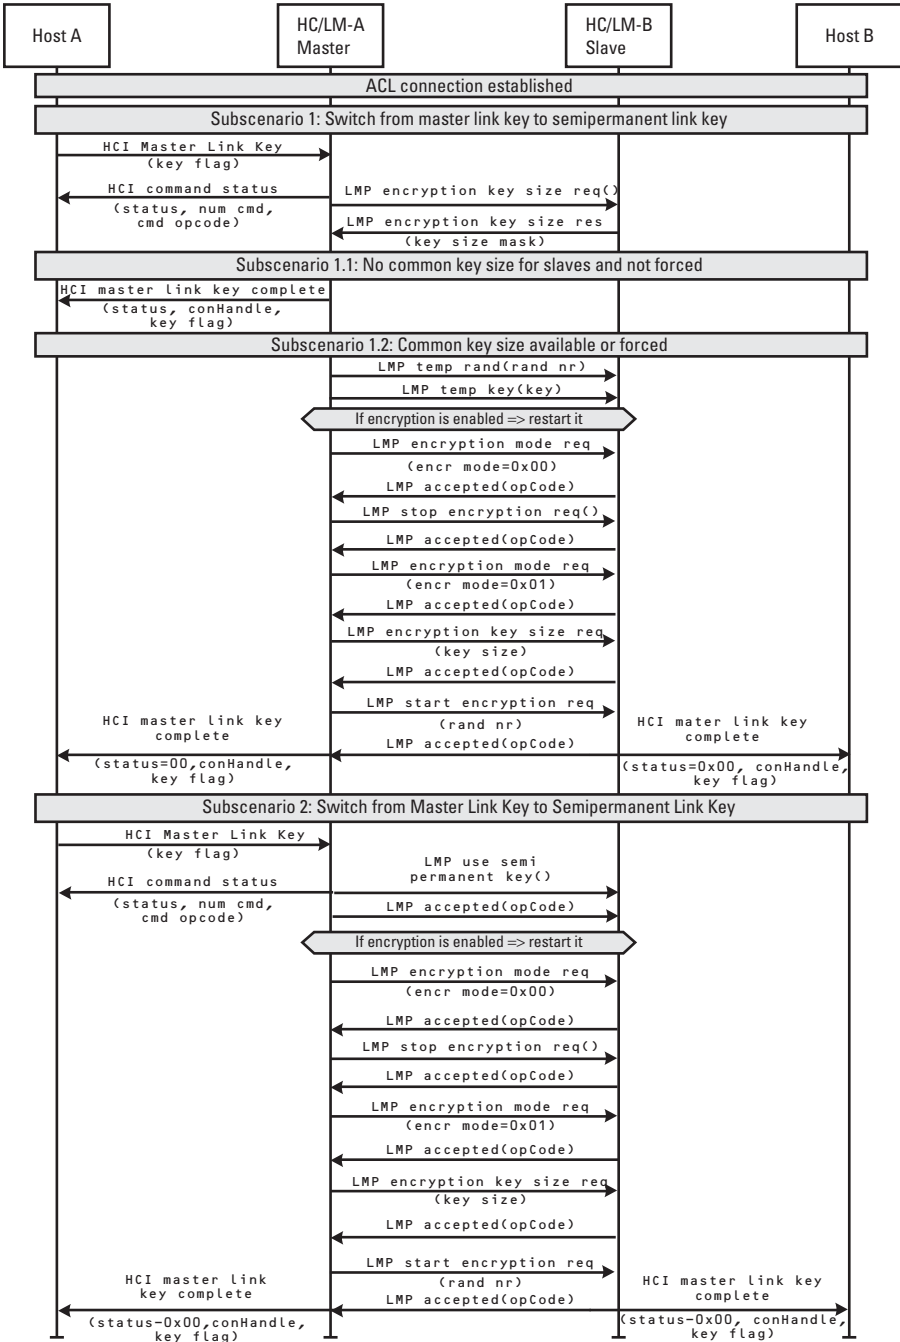 Host A
HC/LM-A
Master
HC/LM-B
Slave
Host B
ACL connection established
Subscenario 1: Switch from master link key to semipermanent link key
HCI Master Link Key
(key flag)
HCI command status
(status, num cmd,
cmd opcode)
LMP encryption key size req()
LMP encryption key size res
(key size mask)
Subscenario 1.1: No common key size for slaves and not forced
HCI master link key complete
(status, conHandle,
key flag)
Subscenario 1.2: Common key size available or forced
LMP temp rand(rand nr)
LMP temp key(key)
If encryption is enabled => restart it
LMP encryption mode req
(encr mode=0x00)
LMP accepted(opCode)
LMP stop encryption req()
LMP accepted(opCode)
LMP encryption mode req
(encr mode=0x01)
LMP accepted(opCode)
LMP encryption key size req
(key size)
LMP accepted(opCode)
LMP start encryption req
(rand nr)
HCI master link key
complete
(status=00,conHandle,
key flag)
LMP accepted(opCode)
HCI mater link key
complete
(status=0x00, conHandle,
key flag)
Subscenario 2: Switch from Master Link Key to Semipermanent Link Key
HCI Master Link Key
(key flag)
HCI command status
(status, num cmd,
cmd opcode)
LMP use semi
permanent key()
LMP accepted(opCode)
If encryption is enabled => restart it
LMP encryption mode req
(encr mode=0x00)
LMP accepted(opCode)
LMP stop encryption req()
LMP accepted(opCode)
LMP encryption mode req
(encr mode=0x01)
LMP accepted(opCode)
LMP encryption key size req
(key size)
LMP accepted(opCode)
LMP start encryption req
(rand nr)
HCI master link
key complete
(status-0x00,conHandle,
key flag)
LMP accepted(opCode)
HCI master link key
complete
(status-0x00, conHandle,
key flag)